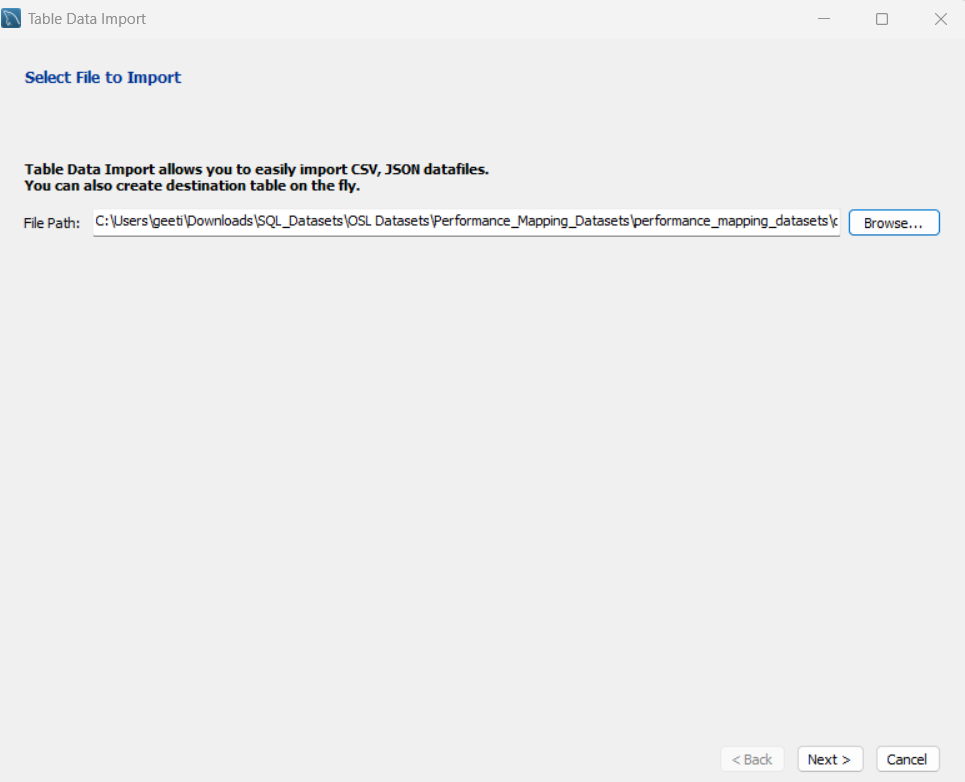 Table Data Import
Select File to Import
Table Data Import allows you to easily import CSV, JSON datafiles.
You can also create destination table on the fly.
File Path: C:\Users\geeti\Downloads\SQL_Datasets\OSL Datasets\Performance_Mapping_Datasets\performance_mapping_datasets\ Browse...
< Back Next > Cancel